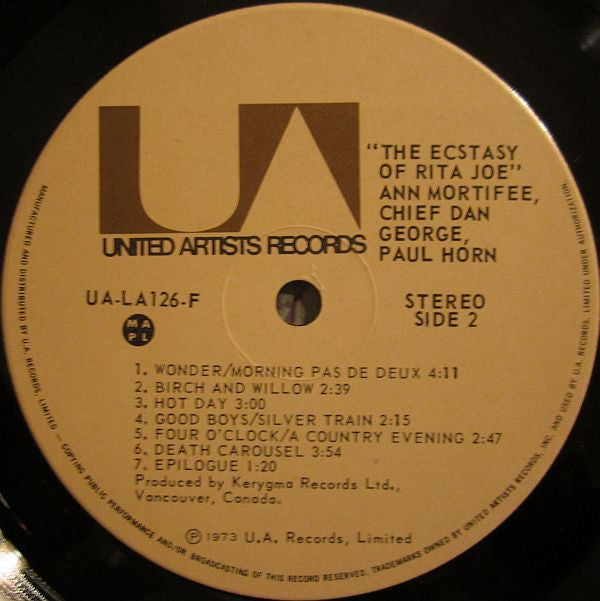 UA
UNITED ARTISTS RECORDS
"THE ECSTASY
OF RITA JOE"
ANN MORTIFEE,
CHIEF DAN
GEORGE,
PAUL HORN
UA-LA126-F
MA
PL
STEREO
SIDE 2
1. WONDER/MORNING PAS DE DEUX 4:11
2. BIRCH AND WILLOW 2:39
3. HOT DAY 3:00
4. GOOD BOYS/SILVER TRAIN 2:15
5. FOUR O'CLOCK/A COUNTRY EVENING 2:47
6. DEATH CAROUSEL 3:54
7. EPILOGUE 1:20
Produced by Kerygma Records Ltd.,
Vancouver, Canada.
Ⓟ1973 U.A. Records, Limited
MANUFACTURED AND DISTRIBUTED BY U.A. RECORDS, LIMITED — COPYING PUBLIC PERFORMANCE AND/OR BROADCASTING OF THIS RECORD RESERVED. TRADEMARKS OWNED BY UNITED ARTISTS RECORDS, INC. AND USED BY U.A. RECORDS, LIMITED UNDER AUTHORIZATION.